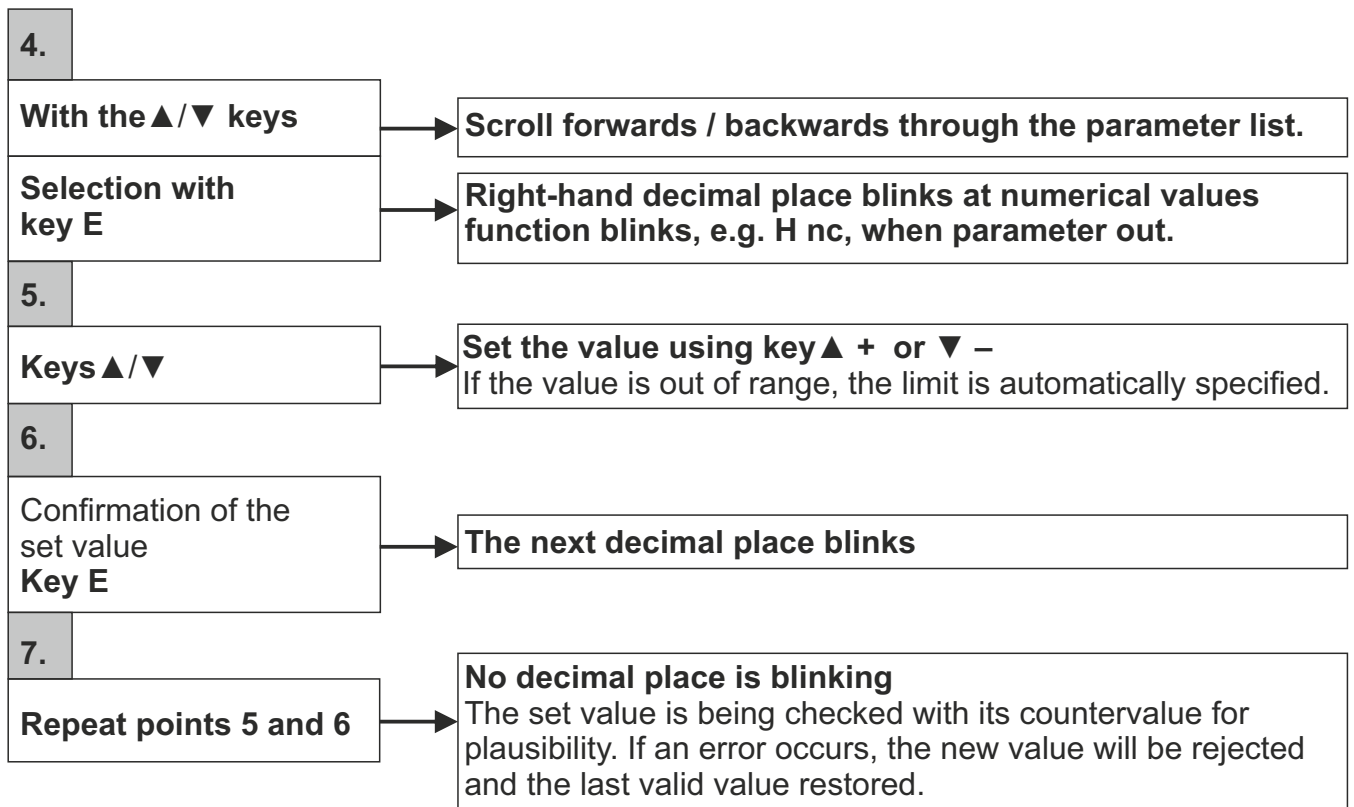 4.
With the▲/▼ keys
Scroll forwards / backwards through the parameter list.
Selection with
key E
Right-hand decimal place blinks at numerical values
function blinks, e.g. H nc, when parameter out.
5.
Keys▲/▼
Set the value using key▲ + or ▼ –
If the value is out of range, the limit is automatically specified.
6.
Confirmation of the
set value
Key E
The next decimal place blinks
7.
Repeat points 5 and 6
No decimal place is blinking
The set value is being checked with its countervalue for
plausibility. If an error occurs, the new value will be rejected
and the last valid value restored.